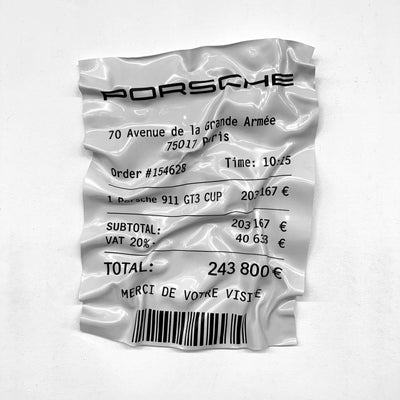 PORSCHE
70 Avenue de la Grande Armée
75017 Paris
Order #154628 Time: 10:25
1 Porsche 911 GT3 CUP 203 167 €
SUBTOTAL: 203 167 €
VAT 20%: 40 633 €
TOTAL: 243 800 €
MERCI DE VOTRE VISITE